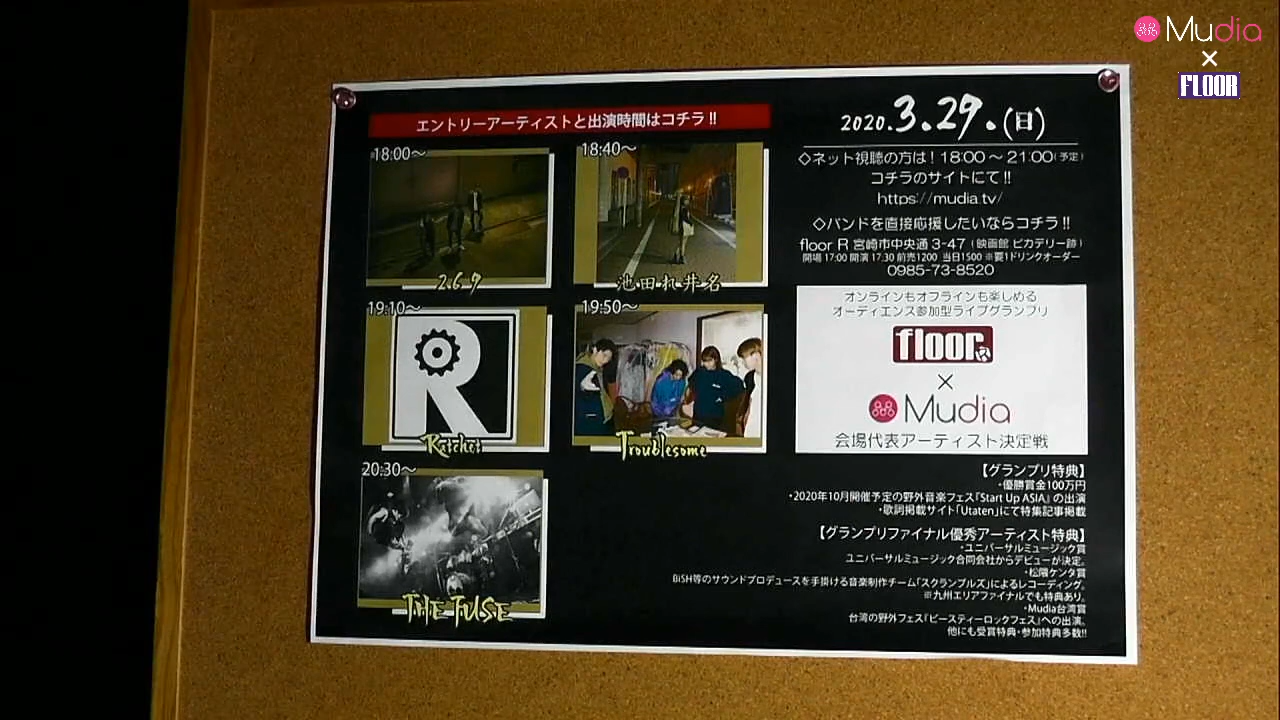 Mudia
×
FLOOR
エントリーアーティストと出演時間はコチラ!!
18:00〜
267
18:40〜
池田れ井名
19:10〜
R
Ratchet
19:50〜
Troublesome
20:30〜
THE FUSE
2020.3.29.(日)
◇ネット視聴の方は!18:00〜21:00(予定)
コチラのサイトにて!!
https://mudia.tv/
◇バンドを直接応援したいならコチラ!!
floor R 宮崎市中央通 3-47 (映画館 ピカデリー跡)
開場 17:00 開演 17:30 前売1200 当日1500 ※要1ドリンクオーダー
0985-73-8520
オンラインもオフラインも楽しめる
オーディエンス参加型ライブグランプリ
floor.R
×
Mudia
会場代表アーティスト決定戦
【グランプリ特典】
・優勝賞金100万円
・2020年10月開催予定の野外音楽フェス『Start Up ASIA』の出演
・歌詞掲載サイト「Utaten」にて特集記事掲載
【グランプリファイナル優秀アーティスト特典】
・ユニバーサルミュージック賞
ユニバーサルミュージック合同会社からデビューが決定。
・松隈ケンタ賞
BiSH等のサウンドプロデュースを手掛ける音楽制作チーム「スクランブルズ」によるレコーディング。
※九州エリアファイナルでも特典あり。
・Mudia台湾賞
台湾の野外フェス『ビースティーロックフェス』への出演。
他にも受賞特典・参加特典多数!!